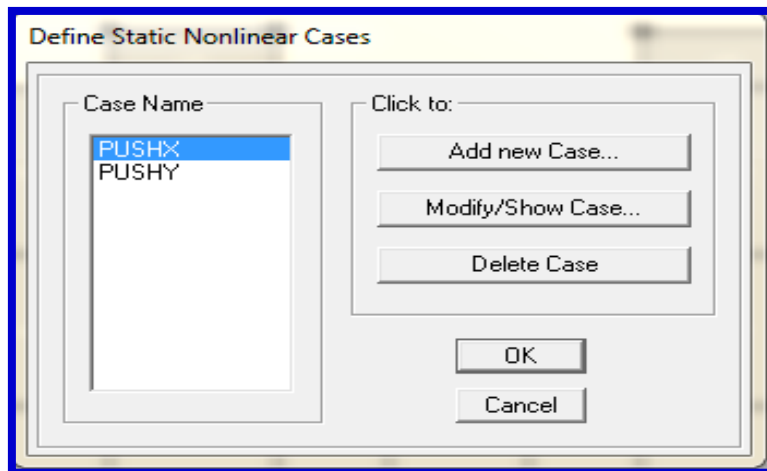 Define Static Nonlinear Cases
Case Name
PUSHX
PUSHY
Click to:
Add new Case...
Modify/Show Case...
Delete Case
OK
Cancel